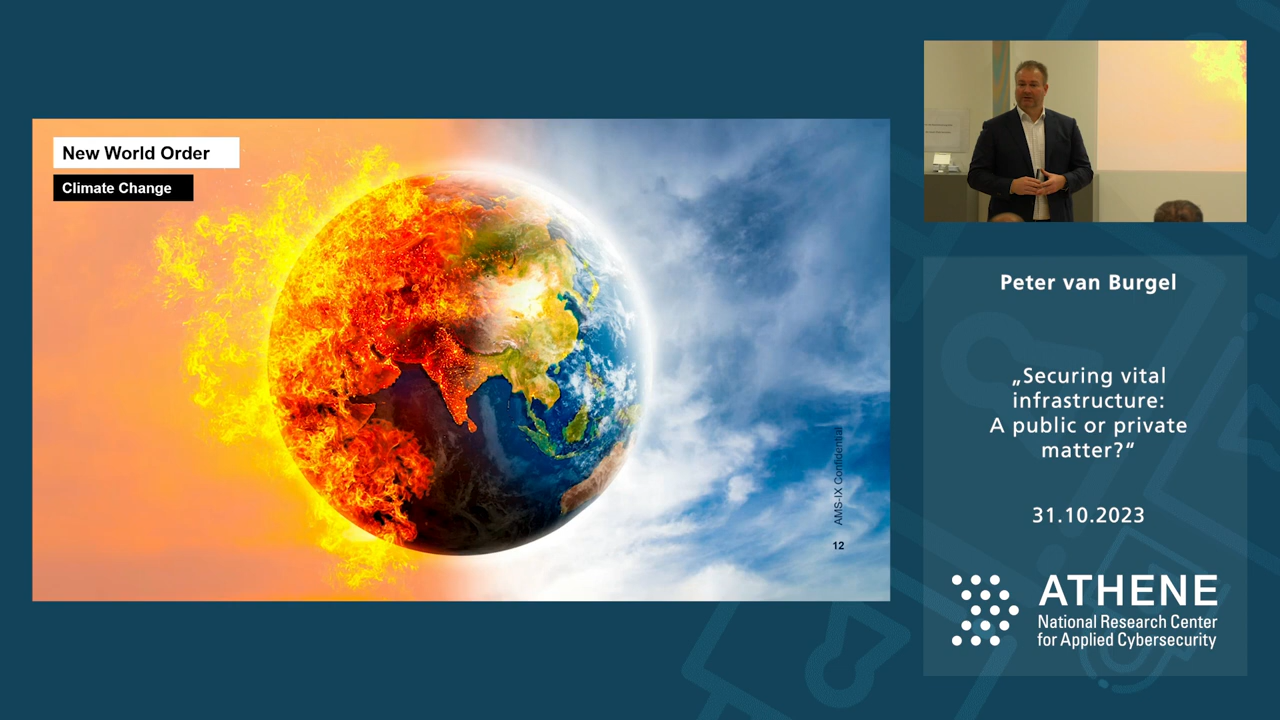 New World Order
Climate Change
AMS-IX Confidential
12
Peter van Burgel
„Securing vital
infrastructure:
A public or private
matter?“
31.10.2023
ATHENE
National Research Center
for Applied Cybersecurity